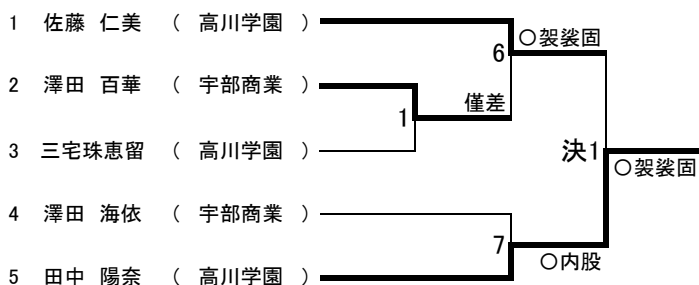 1 佐藤 仁美 （ 高川学園 ）
6 〇袈裟固
2 澤田 百華 （ 宇部商業 ）
1 僅差
3 三宅珠恵留 （ 高川学園 ）
決1 〇袈裟固
4 澤田 海依 （ 宇部商業 ）
7 〇内股
5 田中 陽奈 （ 高川学園 ）